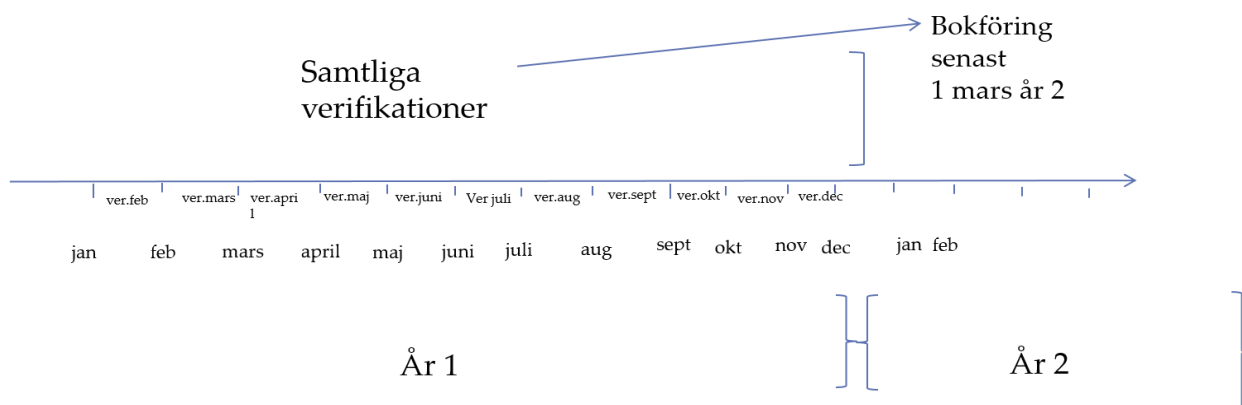 Bokföring
senast
1 mars år 2
Samtliga
verifikationer
ver.feb ver.mars ver.apri ver.maj ver.juni Ver juli ver.aug ver.sept ver.okt ver.nov ver.dec
l
jan feb mars april maj juni juli aug sept okt nov dec jan feb
År 1 År 2